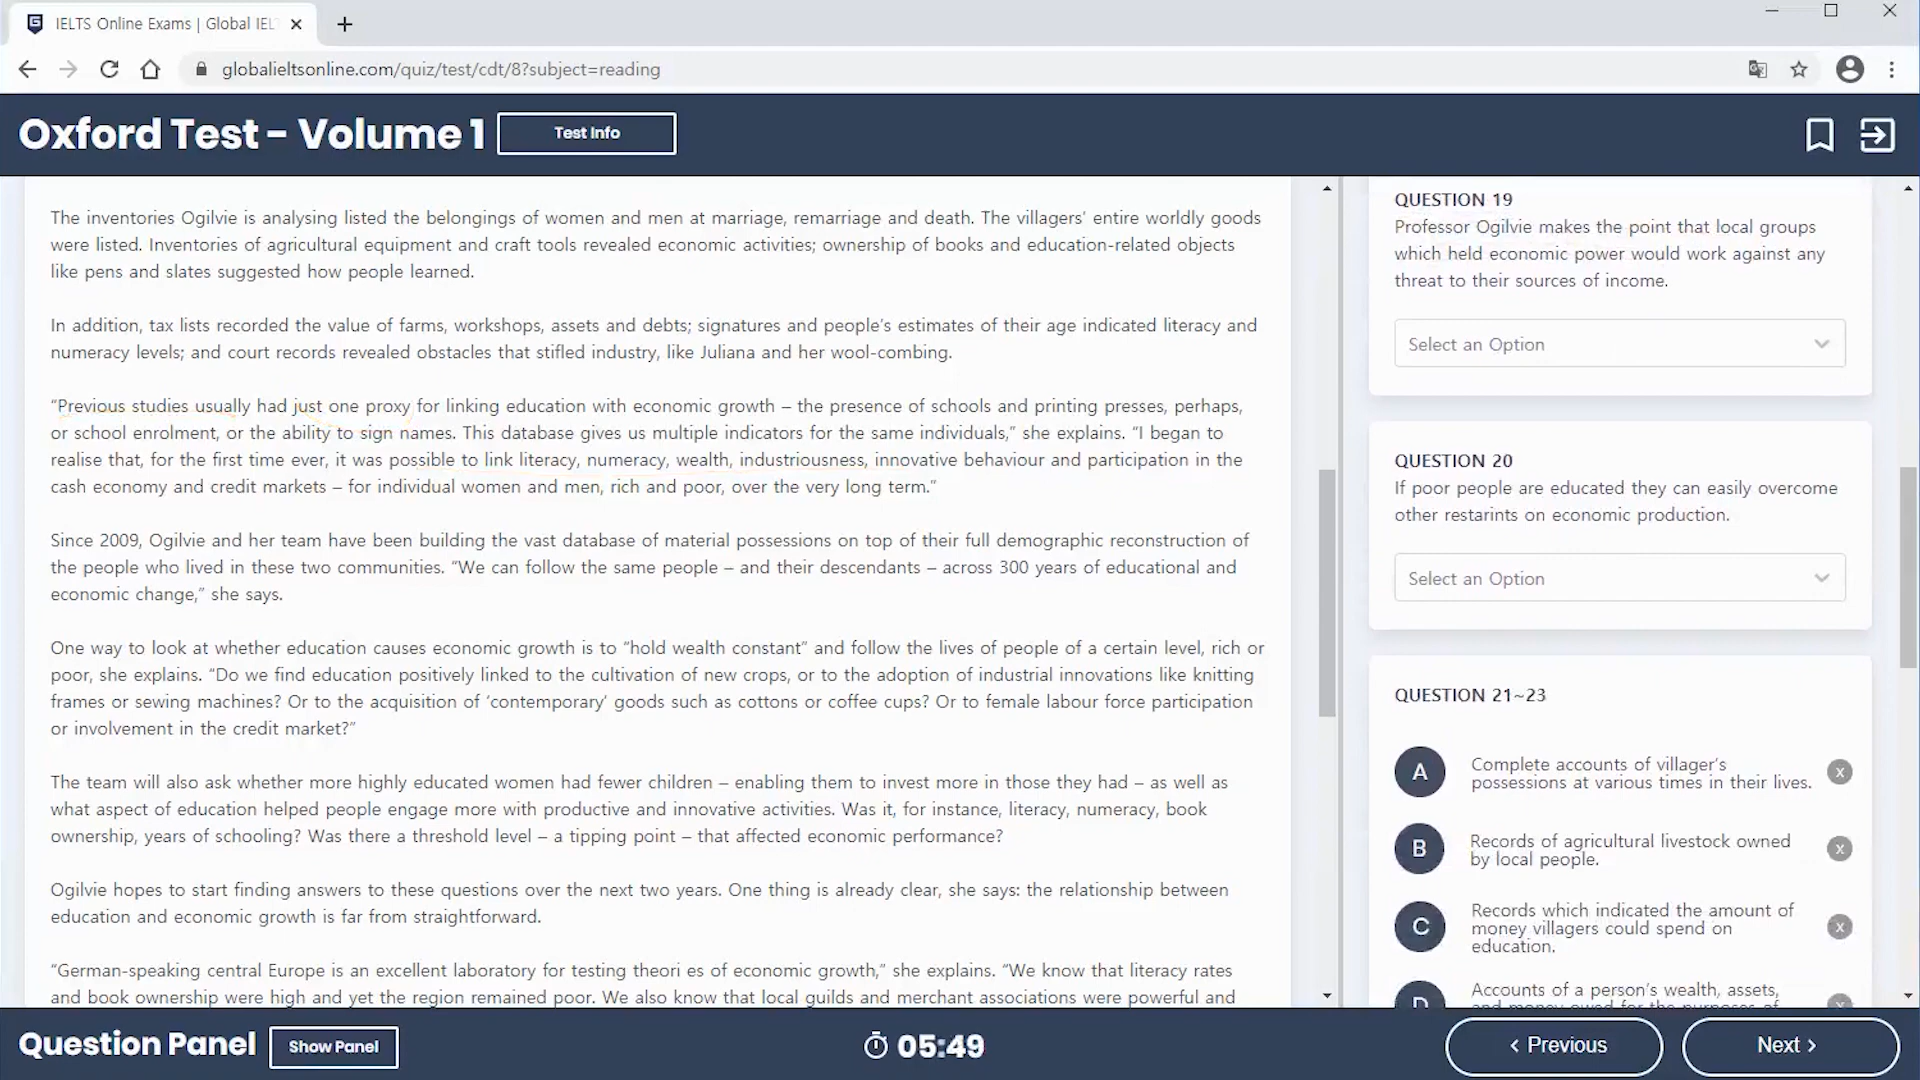 IELTS Online Exams | Global IEL
globalieltsonline.com/quiz/test/cdt/8?subject=reading
Oxford Test - Volume 1
Test Info
The inventories Ogilvie is analysing listed the belongings of women and men at marriage, remarriage and death. The villagers' entire worldly goods
were listed. Inventories of agricultural equipment and craft tools revealed economic activities; ownership of books and education-related objects
like pens and slates suggested how people learned.
In addition, tax lists recorded the value of farms, workshops, assets and debts; signatures and people's estimates of their age indicated literacy and
numeracy levels; and court records revealed obstacles that stifled industry, like Juliana and her wool-combing.
"Previous studies usually had just one proxy for linking education with economic growth – the presence of schools and printing presses, perhaps,
or school enrolment, or the ability to sign names. This database gives us multiple indicators for the same individuals," she explains. "I began to
realise that, for the first time ever, it was possible to link literacy, numeracy, wealth, industriousness, innovative behaviour and participation in the
cash economy and credit markets – for individual women and men, rich and poor, over the very long term."
Since 2009, Ogilvie and her team have been building the vast database of material possessions on top of their full demographic reconstruction of
the people who lived in these two communities. "We can follow the same people – and their descendants – across 300 years of educational and
economic change," she says.
One way to look at whether education causes economic growth is to "hold wealth constant" and follow the lives of people of a certain level, rich or
poor, she explains. "Do we find education positively linked to the cultivation of new crops, or to the adoption of industrial innovations like knitting
frames or sewing machines? Or to the acquisition of 'contemporary' goods such as cottons or coffee cups? Or to female labour force participation
or involvement in the credit market?"
The team will also ask whether more highly educated women had fewer children – enabling them to invest more in those they had – as well as
what aspect of education helped people engage more with productive and innovative activities. Was it, for instance, literacy, numeracy, book
ownership, years of schooling? Was there a threshold level – a tipping point – that affected economic performance?
Ogilvie hopes to start finding answers to these questions over the next two years. One thing is already clear, she says: the relationship between
education and economic growth is far from straightforward.
"German-speaking central Europe is an excellent laboratory for testing theori es of economic growth," she explains. "We know that literacy rates
and book ownership were high and yet the region remained poor. We also know that local guilds and merchant associations were powerful and
QUESTION 19
Professor Ogilvie makes the point that local groups
which held economic power would work against any
threat to their sources of income.
Select an Option
QUESTION 20
If poor people are educated they can easily overcome
other restarints on economic production.
Select an Option
QUESTION 21~23
A
Complete accounts of villager's
possessions at various times in their lives.
x
B
Records of agricultural livestock owned
by local people.
x
C
Records which indicated the amount of
money villagers could spend on
education.
x
D
Accounts of a person's wealth, assets,
and money owed for the purposes of
x
Question Panel
Show Panel
05:49
< Previous
Next >